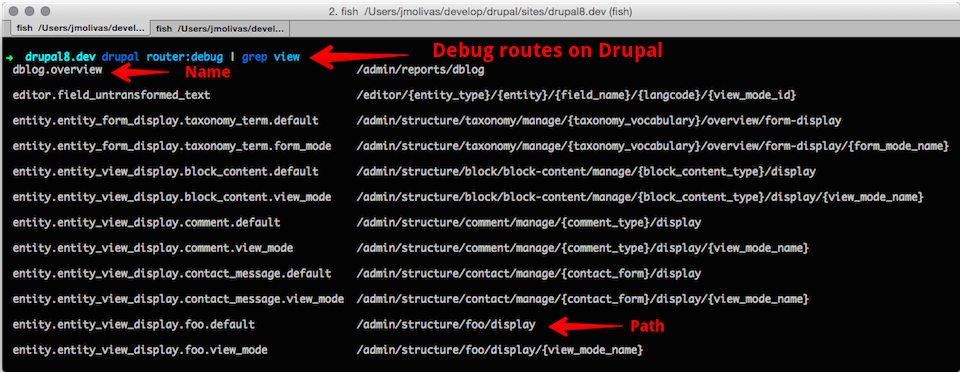 2. fish  /Users/jmolivas/develop/drupal/sites/drupal8.dev (fish)
fish  /Users/jmolivas/devel...  fish  /Users/jmolivas/devel...
➜  drupal8.dev drupal router:debug | grep view  Debug routes on Drupal
dblog.overview  Name  /admin/reports/dblog
editor.field_untransformed_text  /editor/{entity_type}/{entity}/{field_name}/{langcode}/{view_mode_id}
entity.entity_form_display.taxonomy_term.default  /admin/structure/taxonomy/manage/{taxonomy_vocabulary}/overview/form-display
entity.entity_form_display.taxonomy_term.form_mode  /admin/structure/taxonomy/manage/{taxonomy_vocabulary}/overview/form-display/{form_mode_name}
entity.entity_view_display.block_content.default  /admin/structure/block/block-content/manage/{block_content_type}/display
entity.entity_view_display.block_content.view_mode  /admin/structure/block/block-content/manage/{block_content_type}/display/{view_mode_name}
entity.entity_view_display.comment.default  /admin/structure/comment/manage/{comment_type}/display
entity.entity_view_display.comment.view_mode  /admin/structure/comment/manage/{comment_type}/display/{view_mode_name}
entity.entity_view_display.contact_message.default  /admin/structure/contact/manage/{contact_form}/display
entity.entity_view_display.contact_message.view_mode  /admin/structure/contact/manage/{contact_form}/display/{view_mode_name}
entity.entity_view_display.foo.default  /admin/structure/foo/display  Path
entity.entity_view_display.foo.view_mode  /admin/structure/foo/display/{view_mode_name}